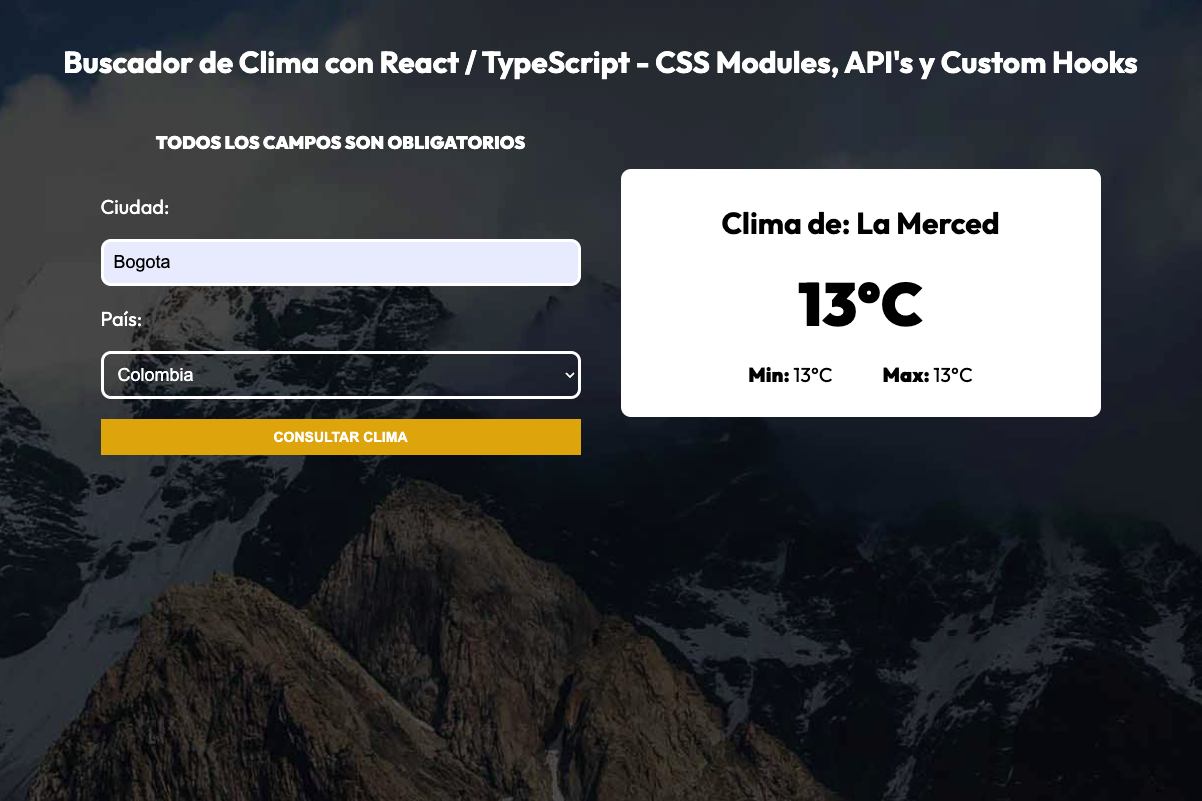 Buscador de Clima con React / TypeScript - CSS Modules, API's y Custom Hooks
TODOS LOS CAMPOS SON OBLIGATORIOS
Ciudad:
Bogota
País:
Colombia
CONSULTAR CLIMA
Clima de: La Merced
13°C
Min: 13°C Max: 13°C